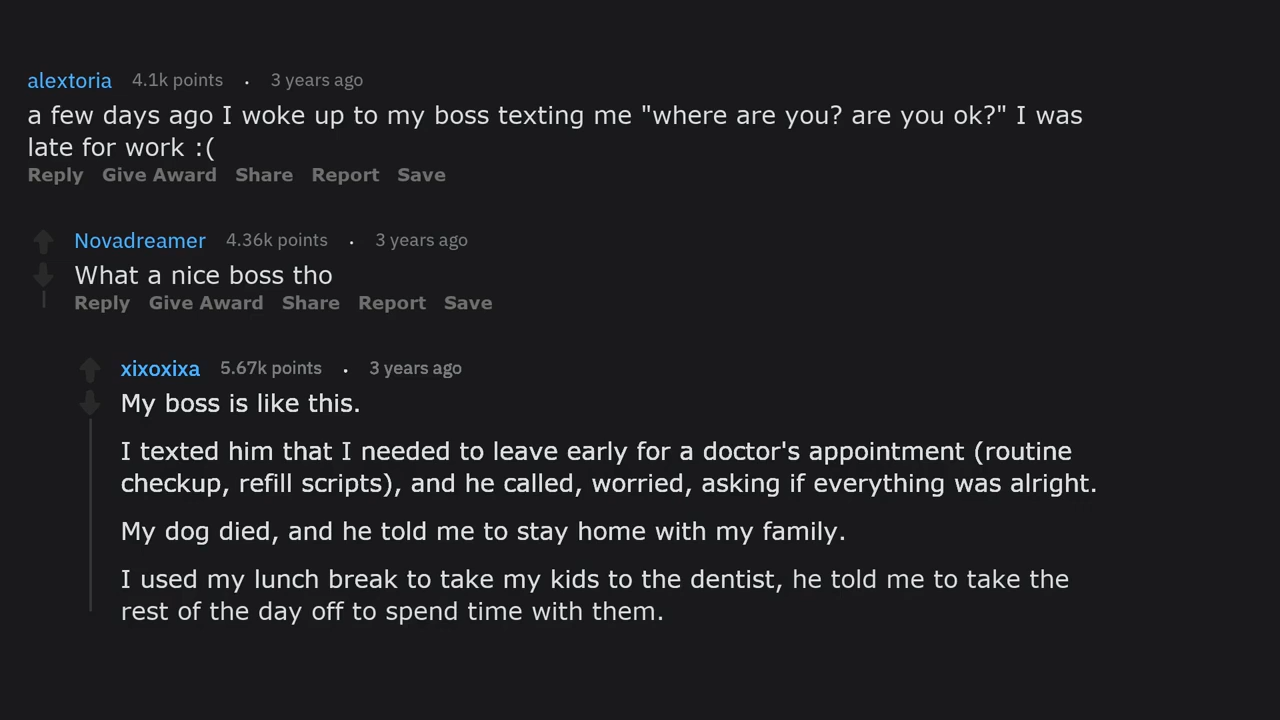 alextoria 4.1k points · 3 years ago
a few days ago I woke up to my boss texting me "where are you? are you ok?" I was
late for work :(
Reply Give Award Share Report Save
Novadreamer 4.36k points · 3 years ago
What a nice boss tho
Reply Give Award Share Report Save
xixoxixa 5.67k points · 3 years ago
My boss is like this.
I texted him that I needed to leave early for a doctor's appointment (routine
checkup, refill scripts), and he called, worried, asking if everything was alright.
My dog died, and he told me to stay home with my family.
I used my lunch break to take my kids to the dentist, he told me to take the
rest of the day off to spend time with them.